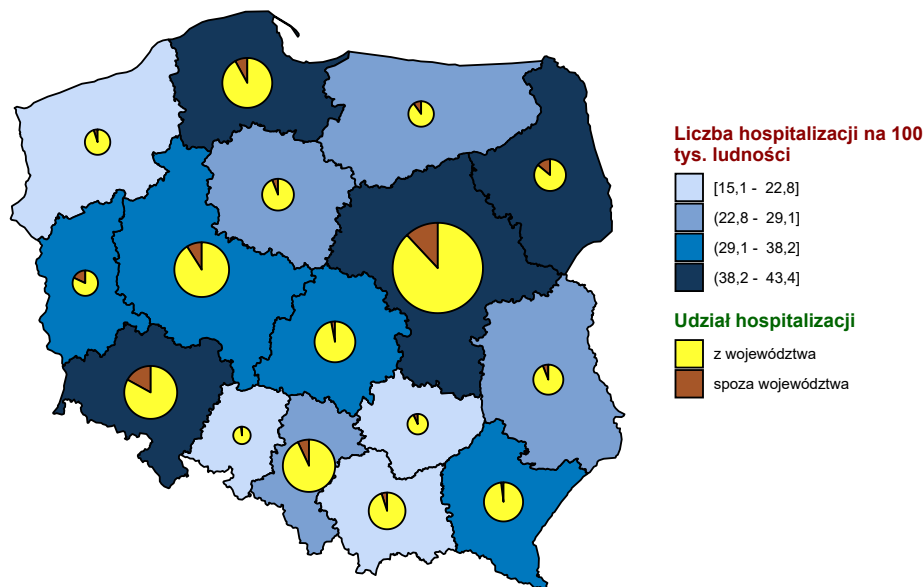 Liczba hospitalizacji na 100
tys. ludności
[15,1 - 22,8]
(22,8 - 29,1]
(29,1 - 38,2]
(38,2 - 43,4]
Udział hospitalizacji
z województwa
spoza województwa